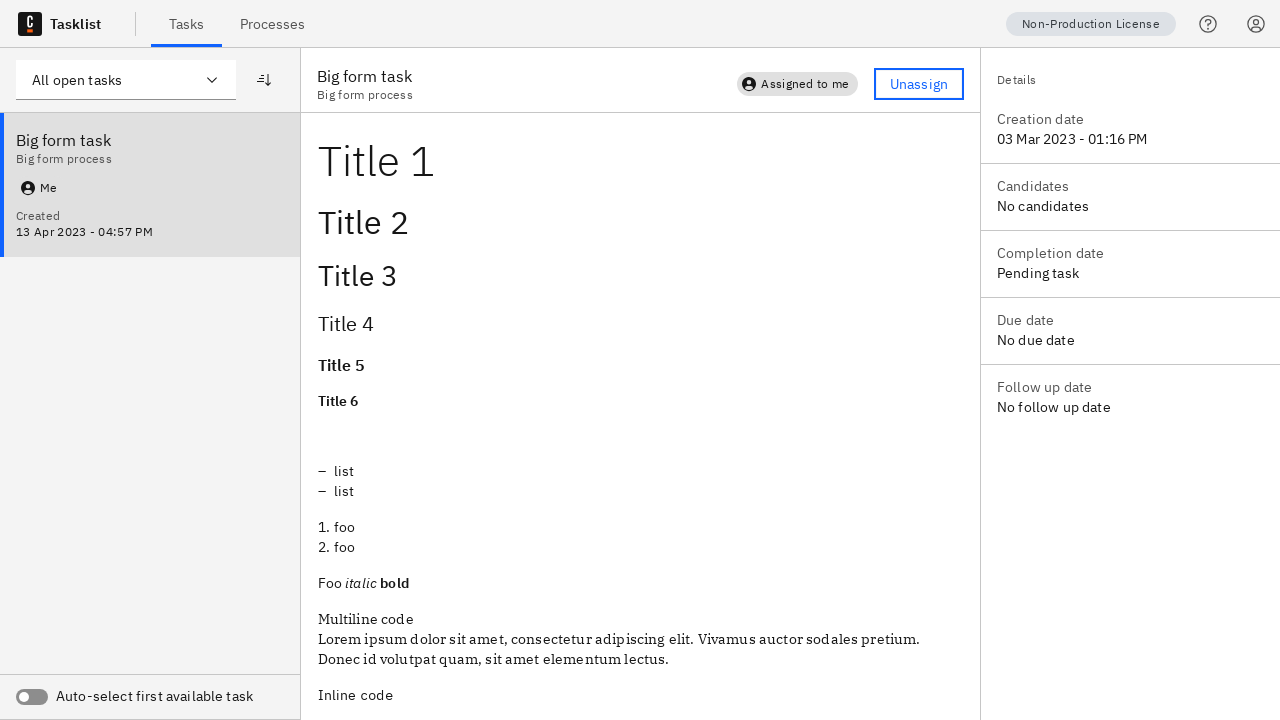 Tasklist
Tasks
Processes
Non-Production License
All open tasks
Big form task
Big form process
Me
Created
13 Apr 2023 - 04:57 PM
Auto-select first available task
Big form task
Big form process
Assigned to me
Unassign
Title 1
Title 2
Title 3
Title 4
Title 5
Title 6
– list
– list
1. foo
2. foo
Foo italic bold
Multiline code
Lorem ipsum dolor sit amet, consectetur adipiscing elit. Vivamus auctor sodales pretium.
Donec id volutpat quam, sit amet elementum lectus.
Inline code
Details
Creation date
03 Mar 2023 - 01:16 PM
Candidates
No candidates
Completion date
Pending task
Due date
No due date
Follow up date
No follow up date